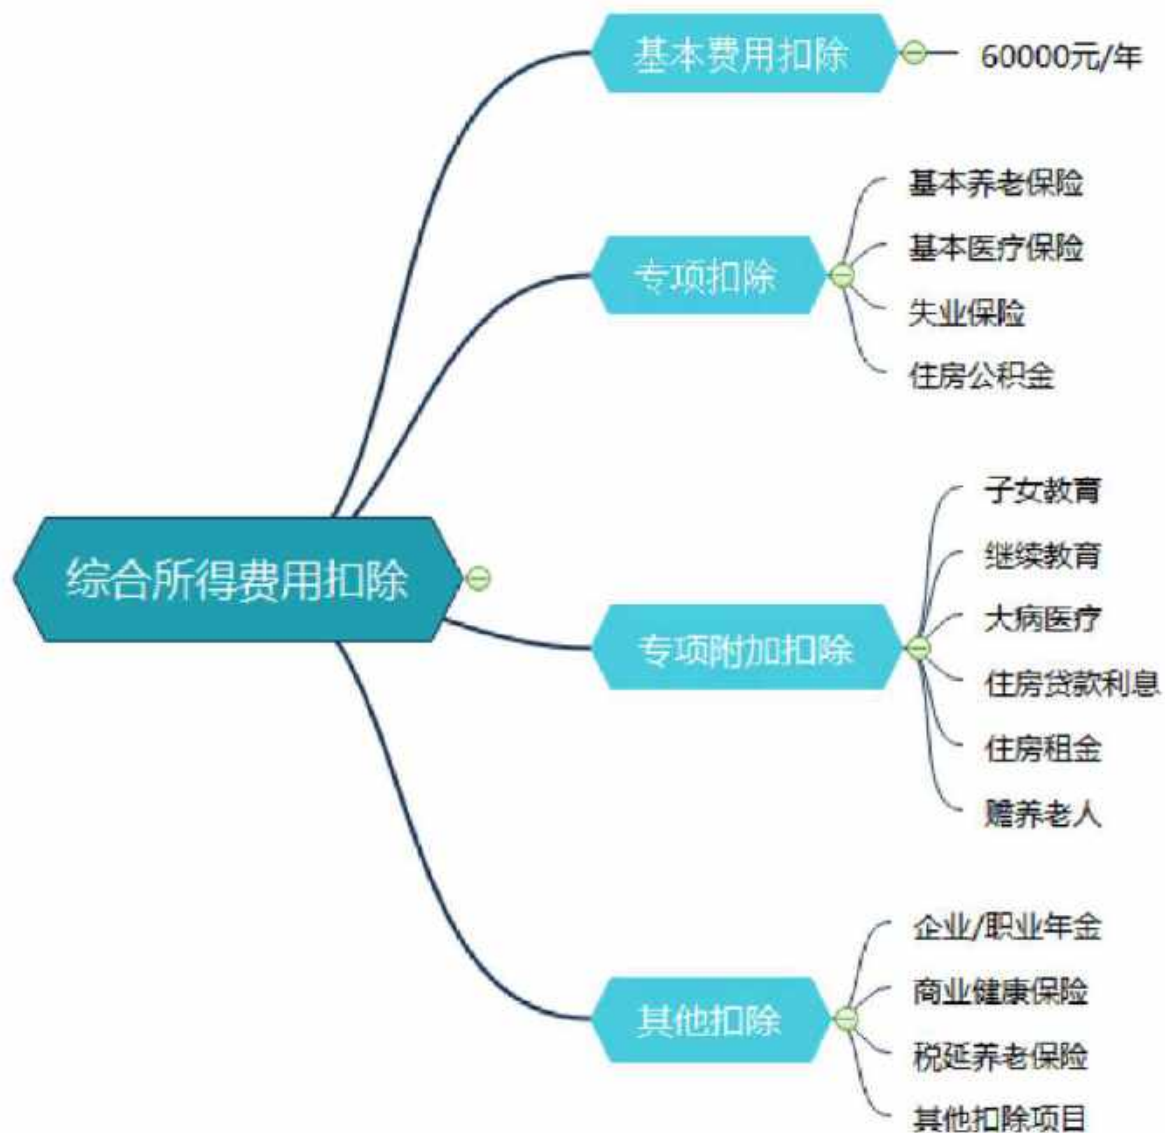 综合所得费用扣除
基本费用扣除
60000元/年
专项扣除
基本养老保险
基本医疗保险
失业保险
住房公积金
专项附加扣除
子女教育
继续教育
大病医疗
住房贷款利息
住房租金
赡养老人
其他扣除
企业/职业年金
商业健康保险
税延养老保险
其他扣除项目